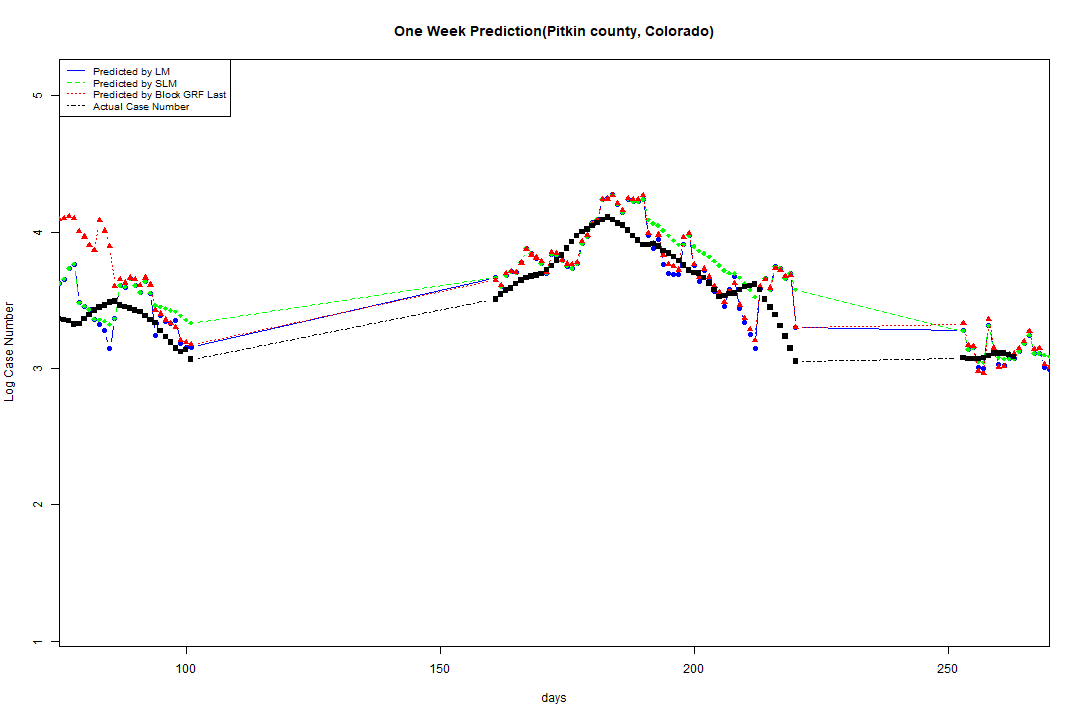 One Week Prediction(Pitkin county, Colorado)
Predicted by LM
Predicted by SLM
Predicted by Block GRF Last
Actual Case Number
5
4
3
2
1
Log Case Number
100 150 200 250
days